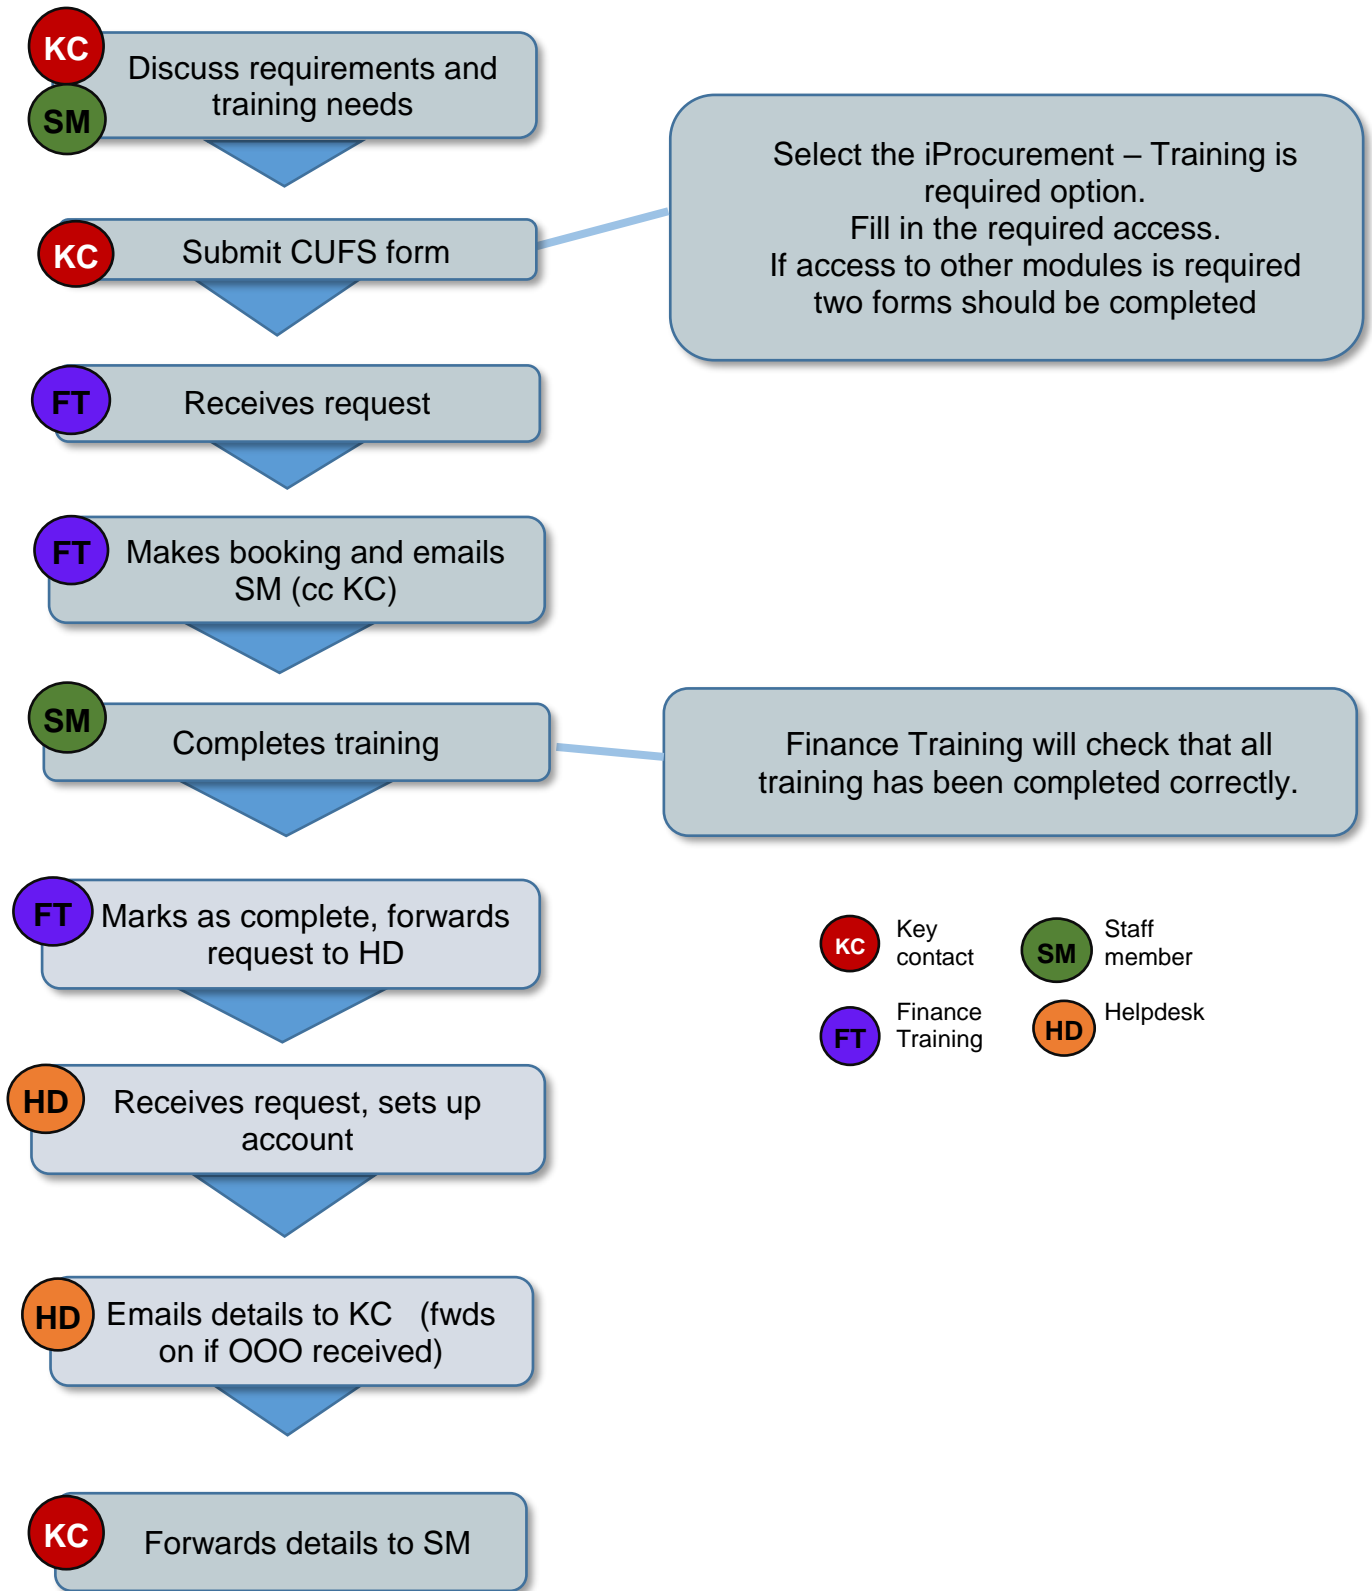 KC
SM
Discuss requirements and
training needs
KC
Submit CUFS form
Select the iProcurement – Training is
required option.
Fill in the required access.
If access to other modules is required
two forms should be completed
FT
Receives request
FT
Makes booking and emails
SM (cc KC)
SM
Completes training
Finance Training will check that all
training has been completed correctly.
FT
Marks as complete, forwards
request to HD
KC
Key
contact
SM
Staff
member
FT
Finance
Training
HD
Helpdesk
HD
Receives request, sets up
account
HD
Emails details to KC (fwds
on if OOO received)
KC
Forwards details to SM